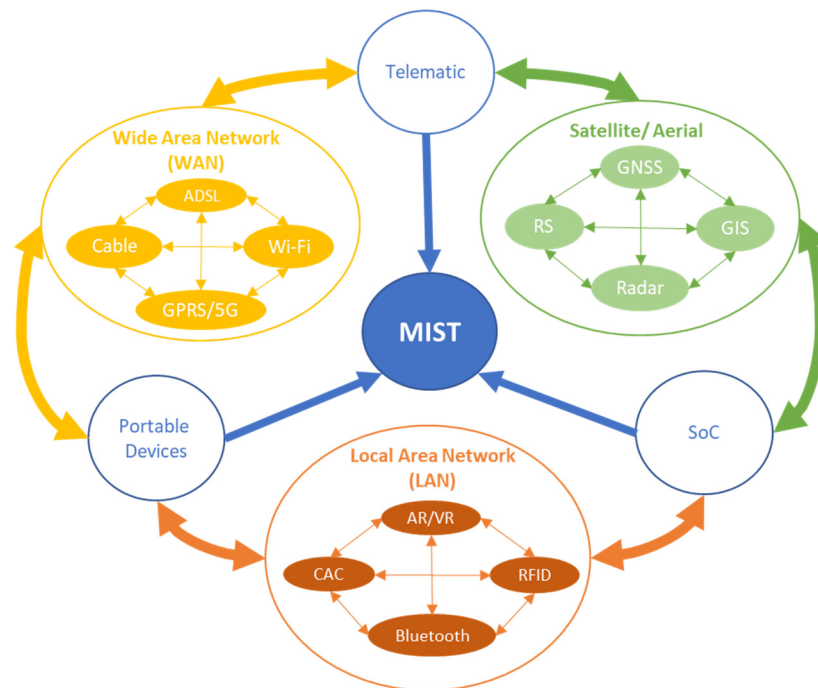 Telematic
Wide Area Network
(WAN)
ADSL
Cable
Wi-Fi
GPRS/5G
Satellite/ Aerial
GNSS
RS
GIS
Radar
MIST
Portable
Devices
SoC
Local Area Network
(LAN)
AR/VR
CAC
RFID
Bluetooth